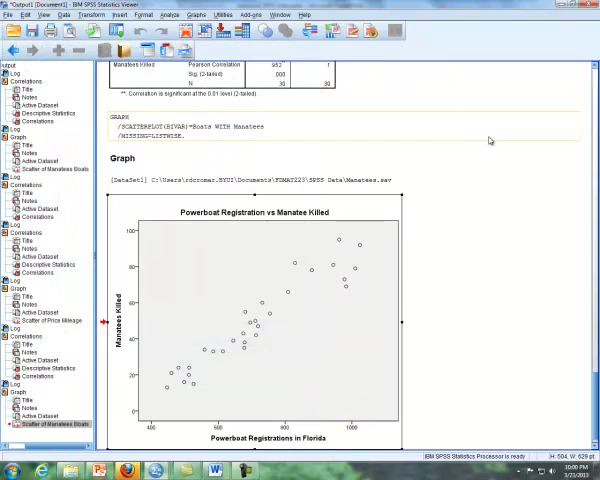 *Output1 [Document1] - IBM SPSS Statistics Viewer
File Edit View Data Transform Insert Format Analyze Graphs Utilities Add-ons Window Help
utput
Log
Correlations
Title
Notes
Active Dataset
Descriptive Statistics
Correlations
Log
Graph
Title
Notes
Active Dataset
Scatter of Manatees Boats
Log
Correlations
Title
Notes
Active Dataset
Correlations
Log
Correlations
Title
Notes
Active Dataset
Descriptive Statistics
Correlations
Log
Graph
Title
Notes
Active Dataset
Scatter of Price Mileage
Log
Correlations
Title
Notes
Active Dataset
Descriptive Statistics
Correlations
Log
Graph
Title
Notes
Active Dataset
Scatter of Manatees Boats
Manatees Killed Pearson Correlation .952** 1
Sig. (2-tailed) .000
N 30 30
**. Correlation is significant at the 0.01 level (2-tailed)
GRAPH
/SCATTERPLOT(BIVAR)=Boats WITH Manatees
/MISSING=LISTWISE.
Graph
[DataSet1] C:\Users\rdcromar.BYUI\Documents\FDMAT223\SPSS Data\Manatees.sav
Powerboat Registration vs Manatee Killed
Manatees Killed
100
80
60
40
20
0
400 600 800 1000
Powerboat Registrations in Florida
IBM SPSS Statistics Processor is ready H: 504, W: 629 pt.
10:00 PM
3/23/2013